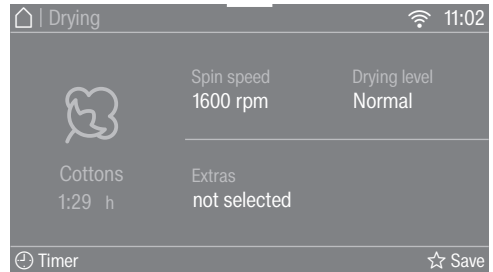 | Drying 11:02
Spin speed Drying level
1600 rpm Normal
Cottons Extras
1:29 h not selected
Timer Save